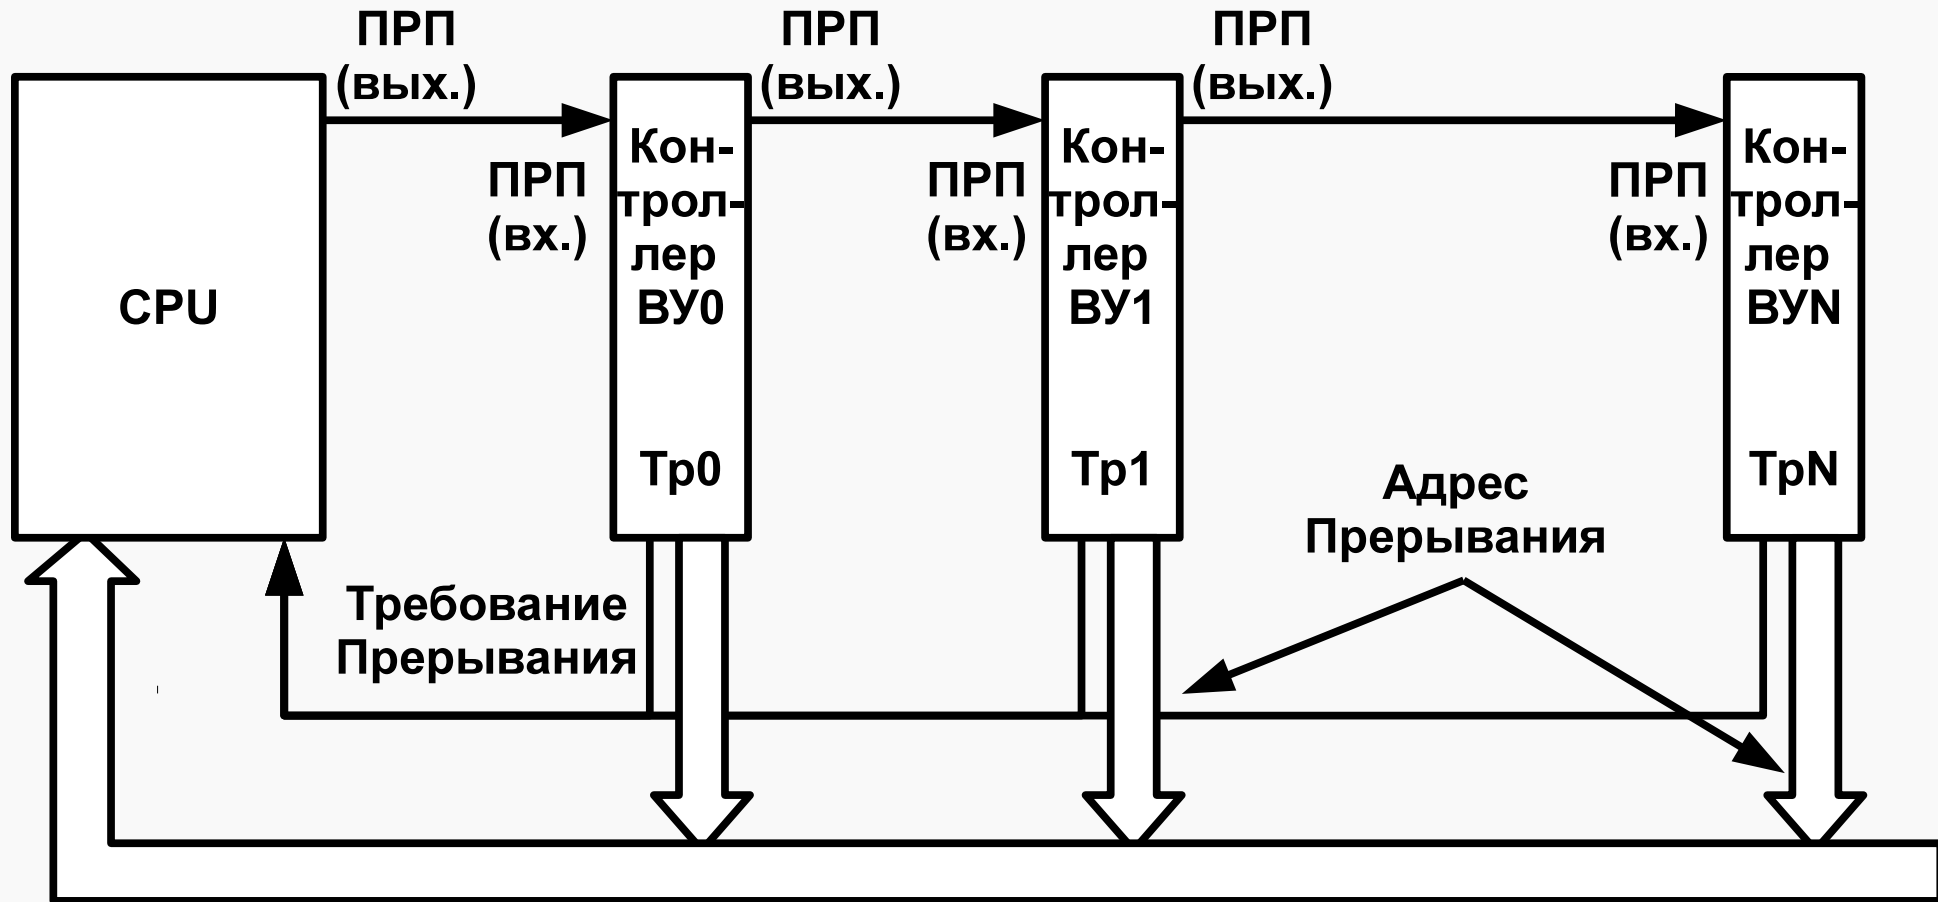 ПРП
(вых.)
ПРП
(вых.)
ПРП
(вых.)
ПРП
(вх.)
ПРП
(вх.)
ПРП
(вх.)
CPU
Кон-
трол-
лер
ВУ0
Тр0
Кон-
трол-
лер
ВУ1
Тр1
Кон-
трол-
лер
ВУN
ТрN
Адрес
Прерывания
Требование
Прерывания